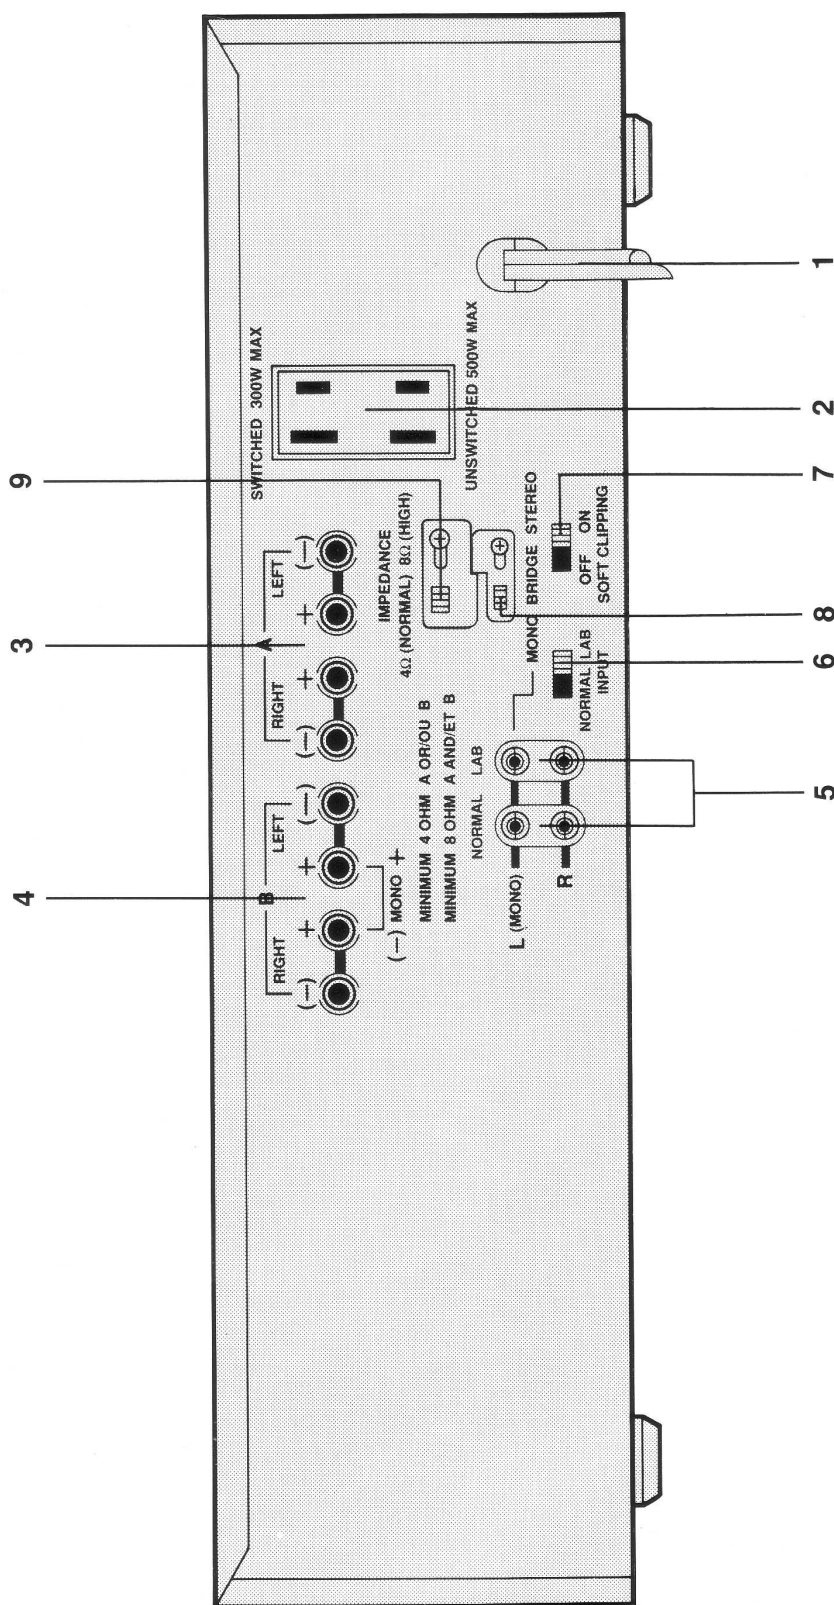 9
3
4
SWITCHED 300W MAX
UNSWITCHED 500W MAX
A
LEFT
RIGHT
(—) + + (—)
B
LEFT
RIGHT
(—) + + (—)
(—) MONO +
IMPEDANCE
4Ω (NORMAL) 8Ω (HIGH)
MINIMUM 4 OHM A OR/OU B
MINIMUM 8 OHM A AND/ET B
NORMAL LAB
L (MONO)
R
MONO BRIDGE STEREO
NORMAL LAB
INPUT
OFF ON
SOFT CLIPPING
5
6
8
7
2
1